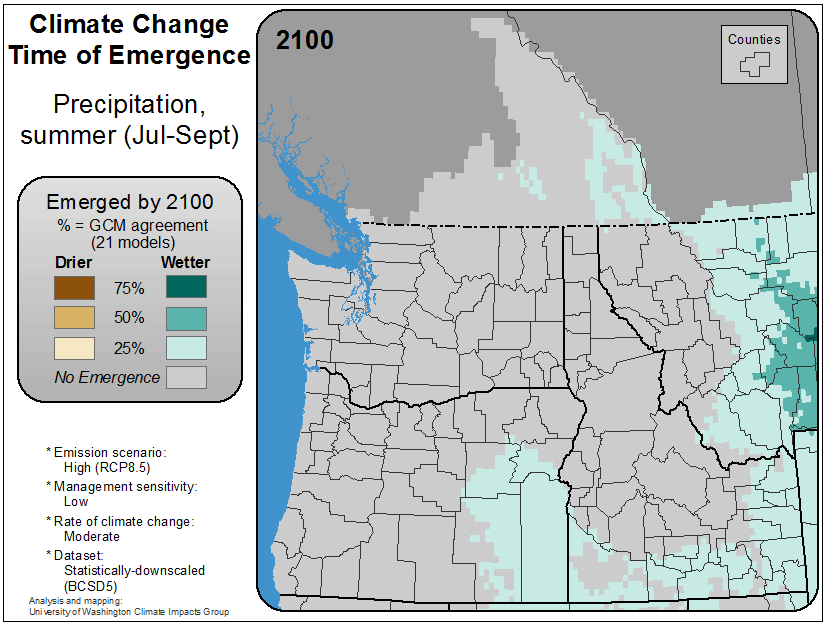 Climate Change
Time of Emergence
Precipitation,
summer (Jul-Sept)
Emerged by 2100
% = GCM agreement
(21 models)
Drier Wetter
75%
50%
25%
No Emergence
* Emission scenario:
High (RCP8.5)
* Management sensitivity:
Low
* Rate of climate change:
Moderate
* Dataset:
Statistically-downscaled
(BCSD5)
Analysis and mapping:
University of Washington Climate Impacts Group
2100
Counties